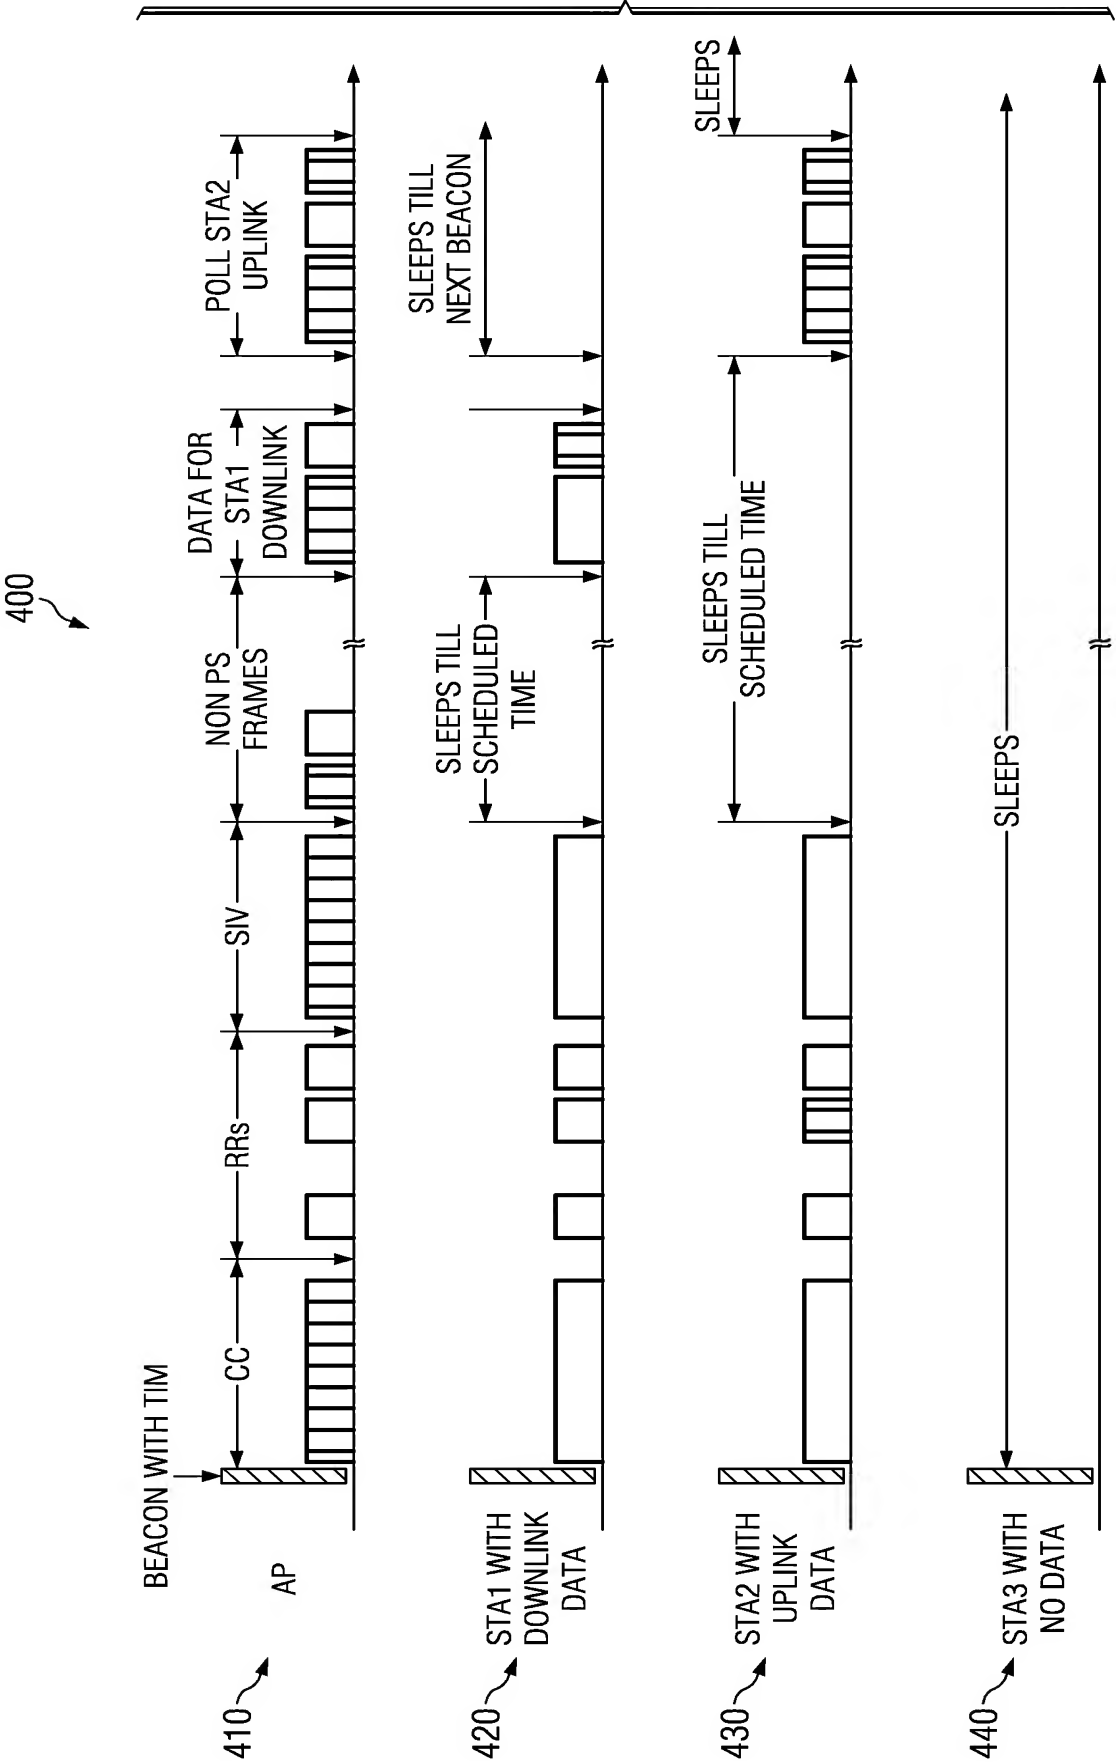 400
BEACON WITH TIM
CC
RRs
SIV
NON PS
FRAMES
DATA FOR
STA1
DOWNLINK
POLL STA2
UPLINK
410
AP
420
STA1 WITH
DOWNLINK
DATA
SLEEPS TILL
SCHEDULED
TIME
SLEEPS TILL
NEXT BEACON
430
STA2 WITH
UPLINK
DATA
SLEEPS TILL
SCHEDULED TIME
SLEEPS
440
STA3 WITH
NO DATA
SLEEPS